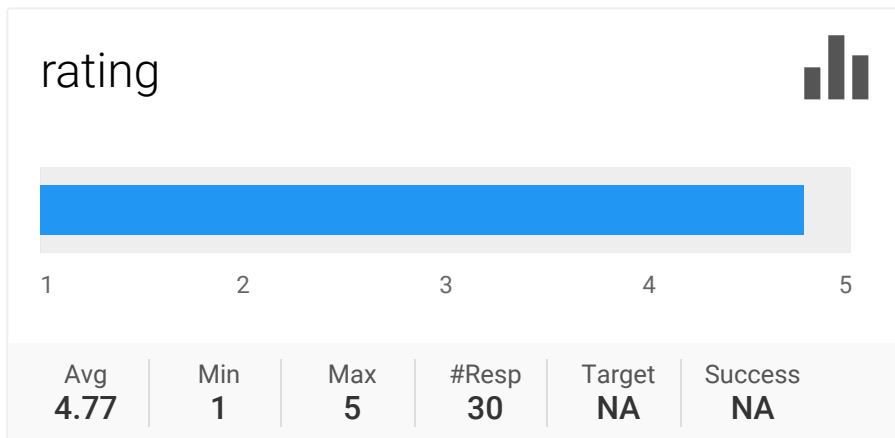 rating
1 2 3 4 5
Avg Min Max #Resp Target Success
4.77 1 5 30 NA NA